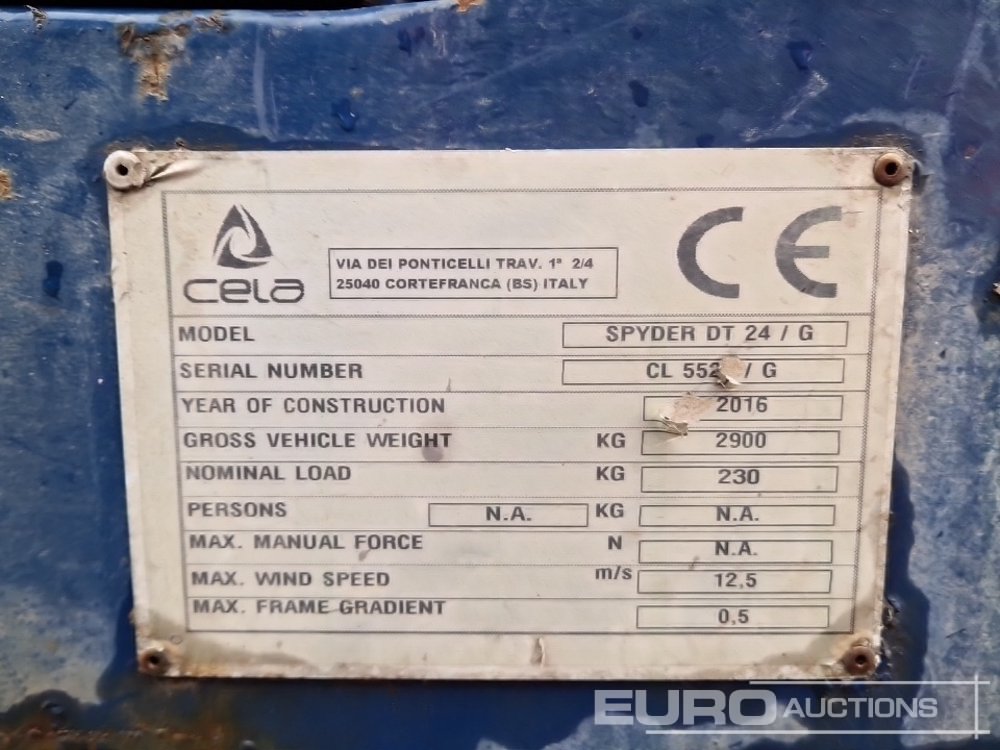 cela
VIA DEI PONTICELLI TRAV. 1ª 2/4
25040 CORTEFRANCA (BS) ITALY
CE
MODEL SPYDER DT 24 / G
SERIAL NUMBER CL / G
YEAR OF CONSTRUCTION 2016
GROSS VEHICLE WEIGHT KG 2900
NOMINAL LOAD KG 230
PERSONS N.A. KG N.A.
MAX. MANUAL FORCE N N.A.
MAX. WIND SPEED m/s 12,5
MAX. FRAME GRADIENT 0,5
EURO AUCTIONS